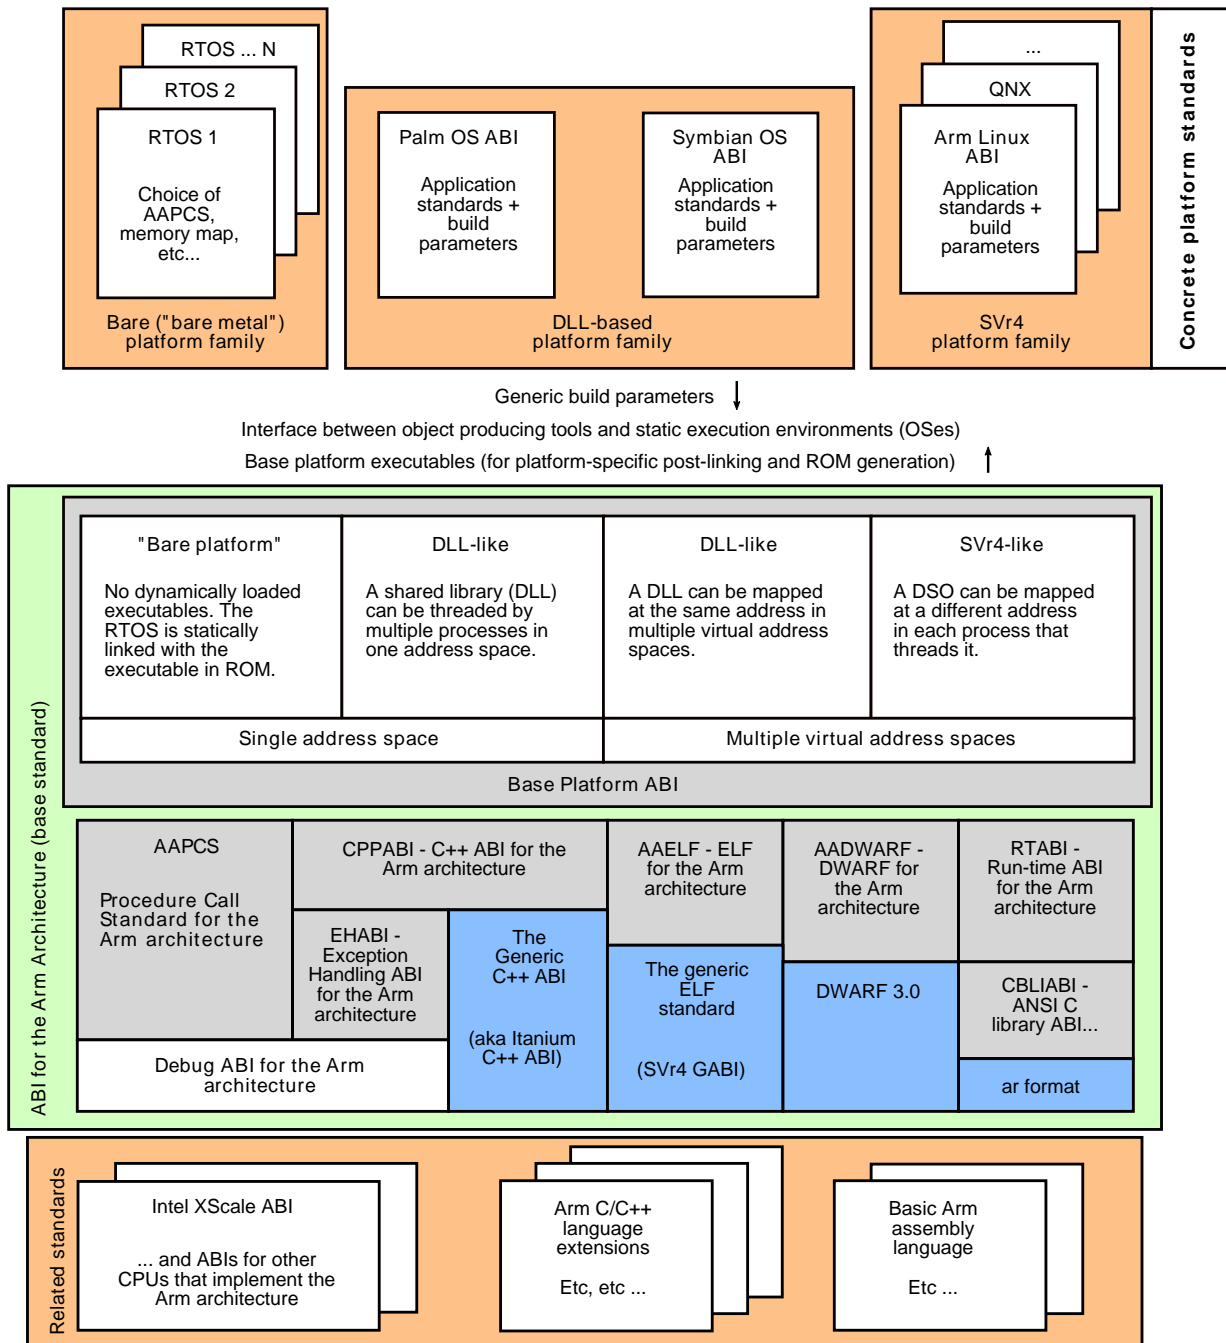 RTOS ... N
RTOS 2
RTOS 1
Choice of
AAPCS,
memory map,
etc...
Bare ("bare metal")
platform family
Palm OS ABI
Application
standards +
build
parameters
Symbian OS
ABI
Application
standards +
build
parameters
DLL-based
platform family
...
QNX
Arm Linux
ABI
Application
standards +
build
parameters
SVr4
platform family
Concrete platform standards
Generic build parameters
Interface between object producing tools and static execution environments (OSes)
Base platform executables (for platform-specific post-linking and ROM generation)
ABI for the Arm Architecture (base standard)
"Bare platform"
No dynamically loaded
executables. The
RTOS is statically
linked with the
executable in ROM.
DLL-like
A shared library (DLL)
can be threaded by
multiple processes in
one address space.
DLL-like
A DLL can be mapped
at the same address in
multiple virtual address
spaces.
SVr4-like
A DSO can be mapped
at a different address
in each process that
threads it.
Single address space
Multiple virtual address spaces
Base Platform ABI
AAPCS
Procedure Call
Standard for the
Arm architecture
CPPABI - C++ ABI for the
Arm architecture
EHABI -
Exception
Handling ABI
for the Arm
architecture
The
Generic
C++ ABI
(aka Itanium
C++ ABI)
Debug ABI for the Arm
architecture
AAELF - ELF
for the Arm
architecture
The generic
ELF
standard
(SVr4 GABI)
AADWARF -
DWARF for
the Arm
architecture
DWARF 3.0
RTABI -
Run-time ABI
for the Arm
architecture
CBLIABI -
ANSI C
library ABI...
ar format
Related standards
Intel XScale ABI
... and ABIs for other
CPUs that implement the
Arm architecture
Arm C/C++
language
extensions
Etc, etc ...
Basic Arm
assembly
language
Etc ...